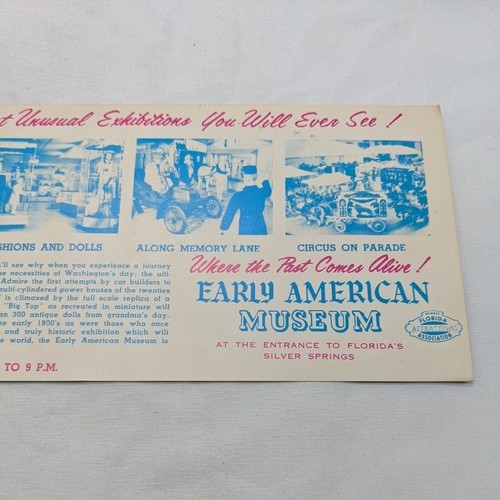 t Unusual Exhibitions You Will Ever See !
SHIONS AND DOLLS
ALONG MEMORY LANE
CIRCUS ON PARADE
'll see why when you experience a journey
e necessities of Washington's day; the ulti-
Admire the first attempts by car builders to
multi-cylindered power houses of the twenties
" is climaxed by the full scale replica of a
"Big Top" as recreated in miniature will
an 300 antique dolls from grandma's day.
he early 1900's as were those who once
and truly historic exhibition which will
he world, the Early American Museum is
TO 9 P.M.
Where the Past Comes Alive !
EARLY AMERICAN
MUSEUM
AT THE ENTRANCE TO FLORIDA'S
SILVER SPRINGS
FLORIDA
ATTRACTIONS
ASSOCIATION